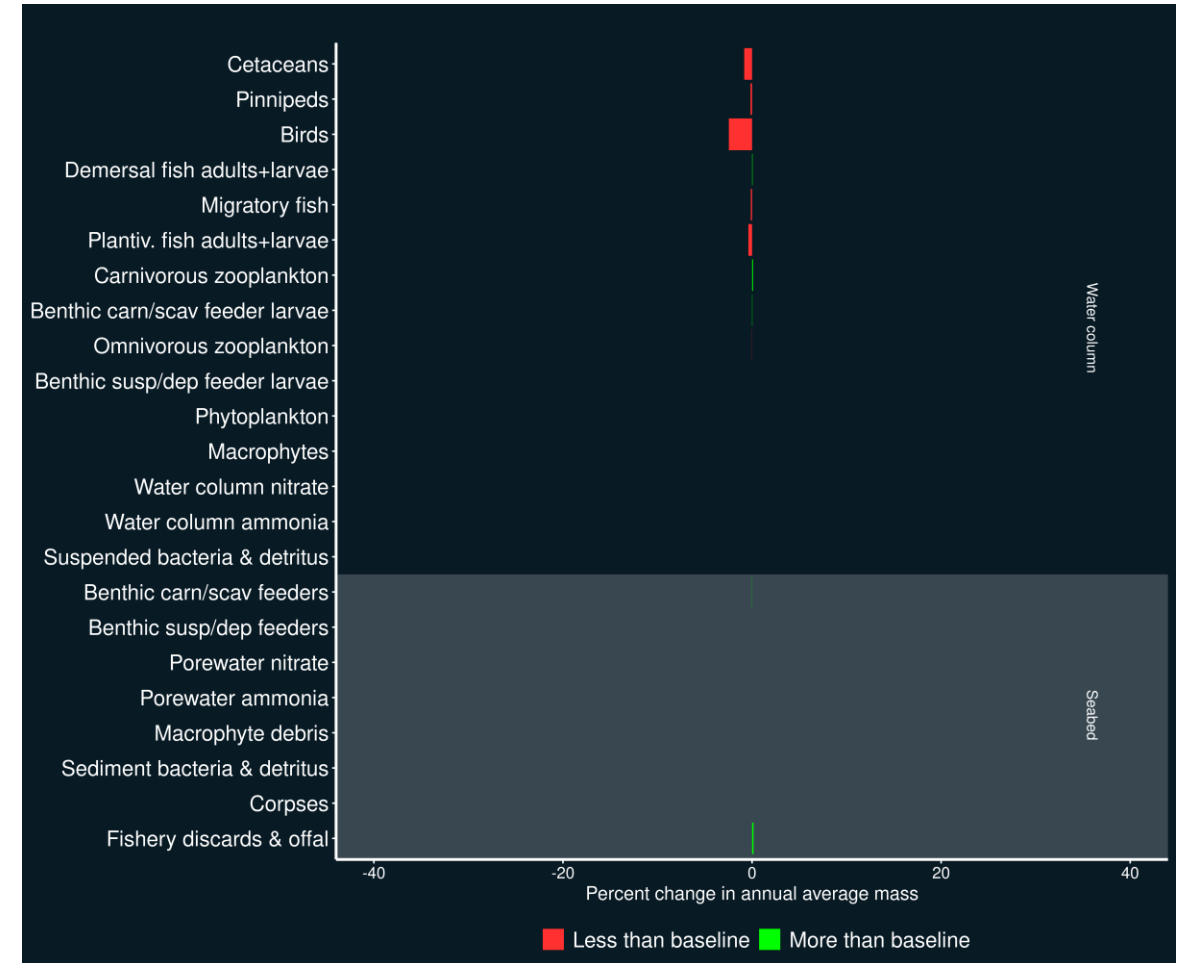 Cetaceans
Pinnipeds
Birds
Demersal fish adults+larvae
Migratory fish
Plantiv. fish adults+larvae
Carnivorous zooplankton
Benthic carn/scav feeder larvae
Omnivorous zooplankton
Benthic susp/dep feeder larvae
Phytoplankton
Macrophytes
Water column nitrate
Water column ammonia
Suspended bacteria & detritus
Benthic carn/scav feeders
Benthic susp/dep feeders
Porewater nitrate
Porewater ammonia
Macrophyte debris
Sediment bacteria & detritus
Corpses
Fishery discards & offal
Water column
Seabed
-40 -20 0 20 40
Percent change in annual average mass
Less than baseline More than baseline